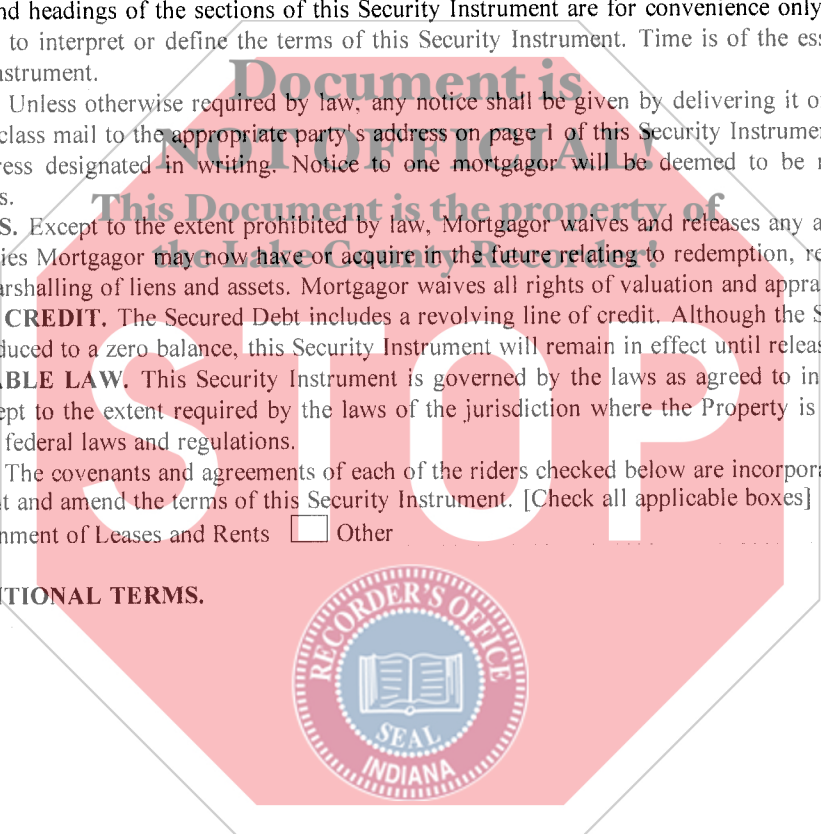 nd headings of the sections of this Security Instrument are for convenience only
to interpret or define the terms of this Security Instrument. Time is of the es
strument.
Document is
Unless otherwise required by law, any notice shall be given by delivering it o
class mail to the appropriate party's address on page 1 of this Security Instrume
NOT OFFICIAL!
ess designated in writing. Notice to one mortgagor will be deemed to be
s.
This Document is the property of
S. Except to the extent prohibited by law, Mortgagor waives and releases any a
ies Mortgagor may now have or acquire in the future relating to redemption, re
the Lake County Recorder!
rshalling of liens and assets. Mortgagor waives all rights of valuation and appra
CREDIT. The Secured Debt includes a revolving line of credit. Although the S
duced to a zero balance, this Security Instrument will remain in effect until releas
ABLE LAW. This Security Instrument is governed by the laws as agreed to in
ept to the extent required by the laws of the jurisdiction where the Property is
federal laws and regulations.
STOP
The covenants and agreements of each of the riders checked below are incorpora
t and amend the terms of this Security Instrument. [Check all applicable boxes]
nment of Leases and Rents Other
ITIONAL TERMS.
RECORDER'S OFFICE
SEAL
INDIANA